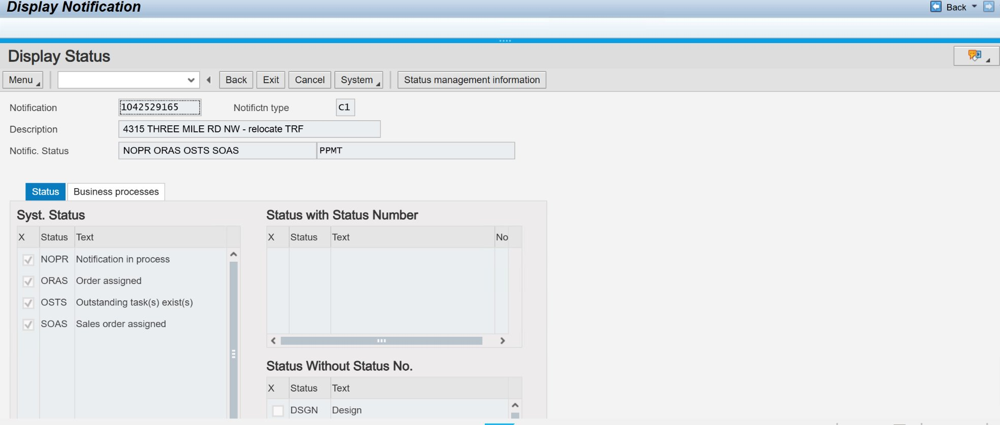 Display Notification
Back
Display Status
Menu Back Exit Cancel System Status management information
Notification 1042529165 Notifictn type C1
Description 4315 THREE MILE RD NW - relocate TRF
Notific. Status NOPR ORAS OSTS SOAS PPMT
Status Business processes
Syst. Status
X Status Text
NOPR Notification in process
ORAS Order assigned
OSTS Outstanding task(s) exist(s)
SOAS Sales order assigned
Status with Status Number
X Status Text No
Status Without Status No.
X Status Text
DSGN Design